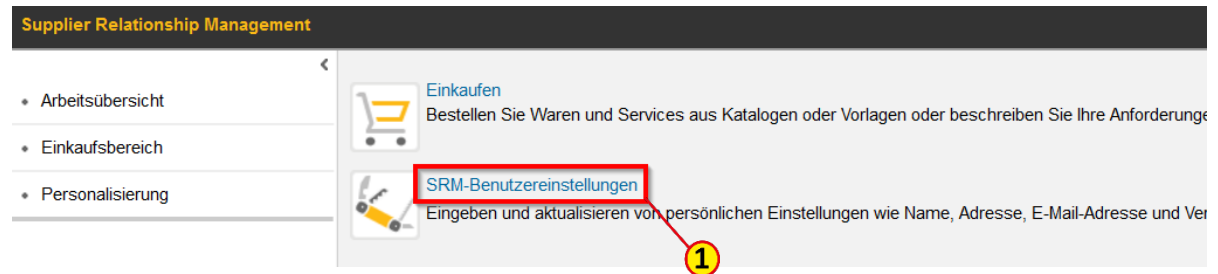 Supplier Relationship Management
Arbeitsübersicht
Einkaufsbereich
Personalisierung
Einkaufen
Bestellen Sie Waren und Services aus Katalogen oder Vorlagen oder beschreiben Sie Ihre Anforderunge
SRM-Benutzereinstellungen
Eingeben und aktualisieren von persönlichen Einstellungen wie Name, Adresse, E-Mail-Adresse und Ver
1